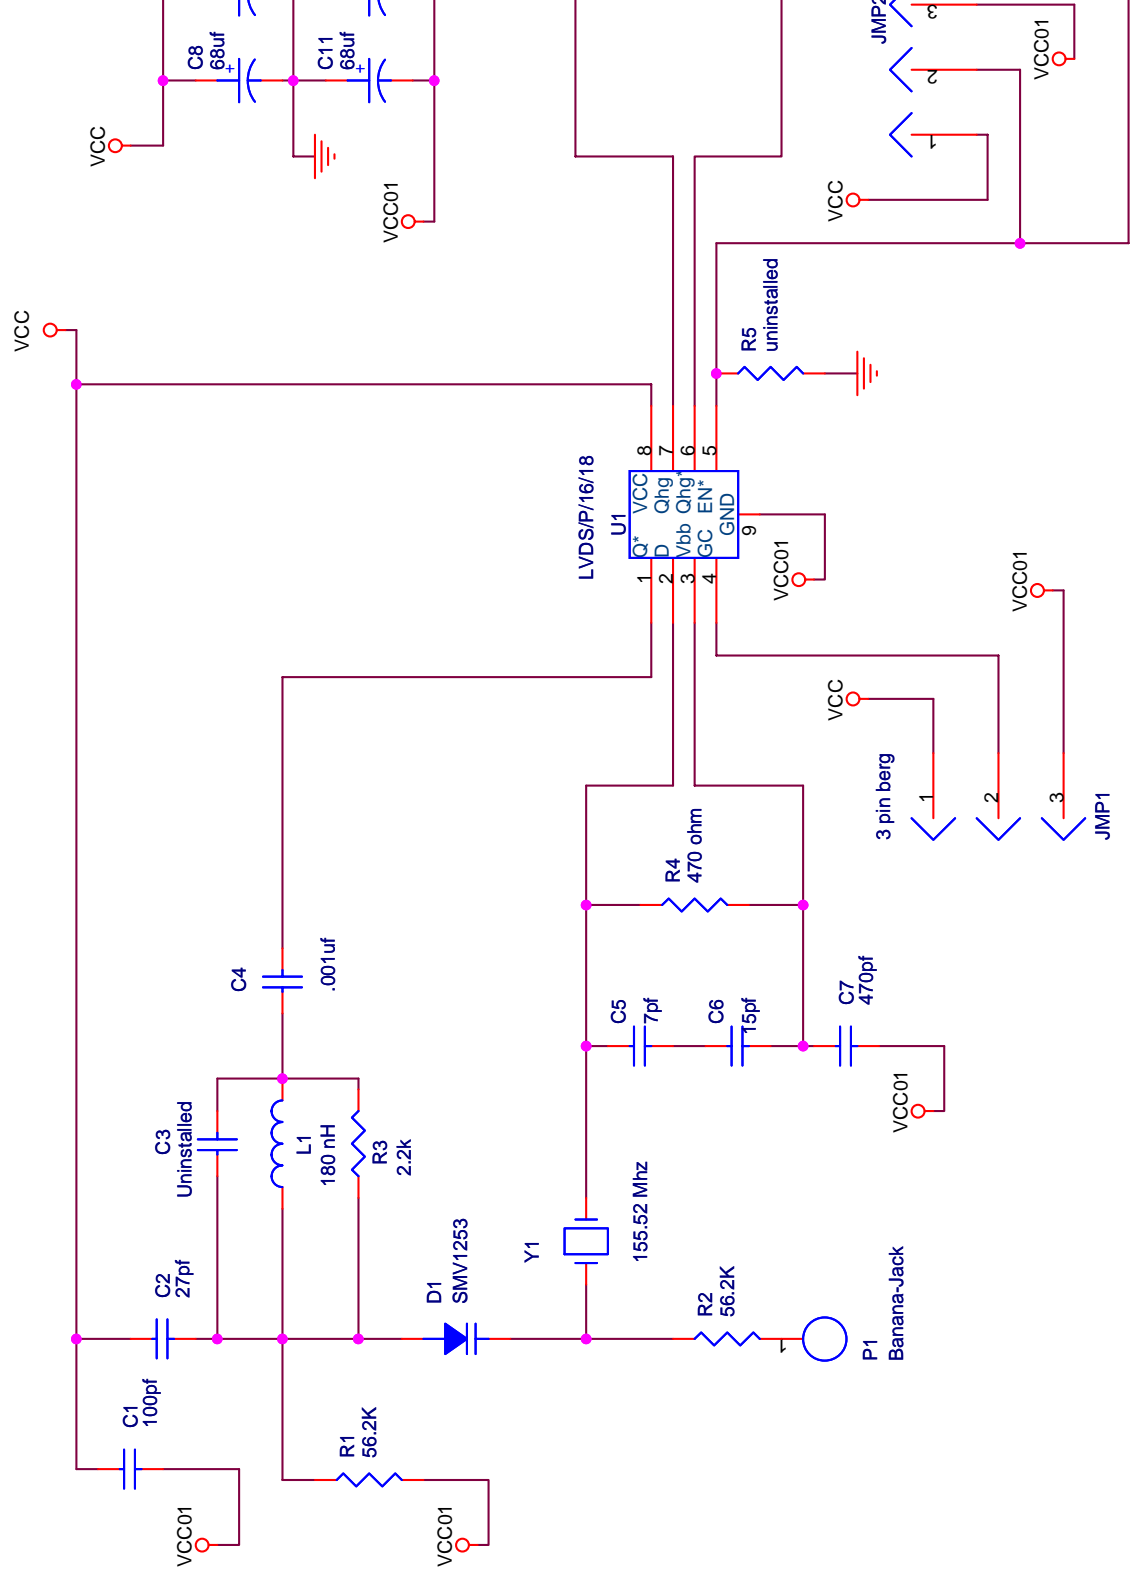 C8
68uf
+
C11
68uf
+
VCC
VCC01
JMP2
3
2
1
VCC01
VCC
VCC
R5
uninstalled
LVDS/P/16/18
U1
8
7
6
5
VCC
Qhg
Qhg*
EN*
GND
Q*
D
Vbb
GC
1
2
3
4
9
VCC01
VCC01
VCC
3 pin berg
1
2
3
JMP1
R4
470 ohm
C4
.001uf
C5
7pf
C6
15pf
C7
470pf
VCC01
C3
Uninstalled
L1
180 nH
R3
2.2k
C2
27pf
D1
SMV1253
Y1
155.52 Mhz
R2
56.2K
1
P1
Banana-Jack
C1
100pf
R1
56.2K
VCC01
VCC01